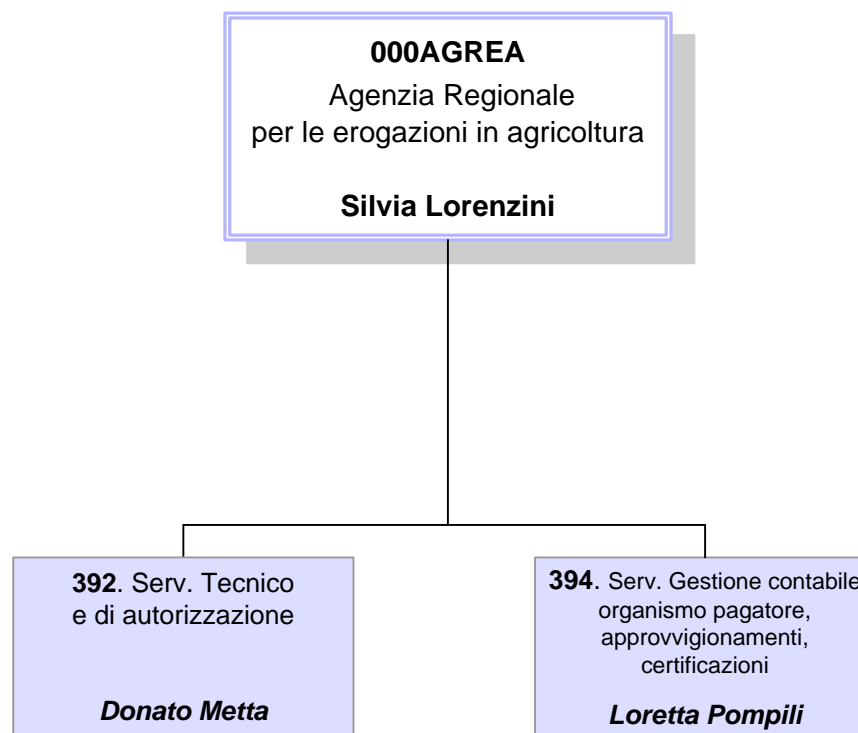 000AGREA
Agenzia Regionale
per le erogazioni in agricoltura
Silvia Lorenzini
392. Serv. Tecnico
e di autorizzazione
Donato Metta
394. Serv. Gestione contabile
organismo pagatore,
approvvigionamenti,
certificazioni
Loretta Pompili